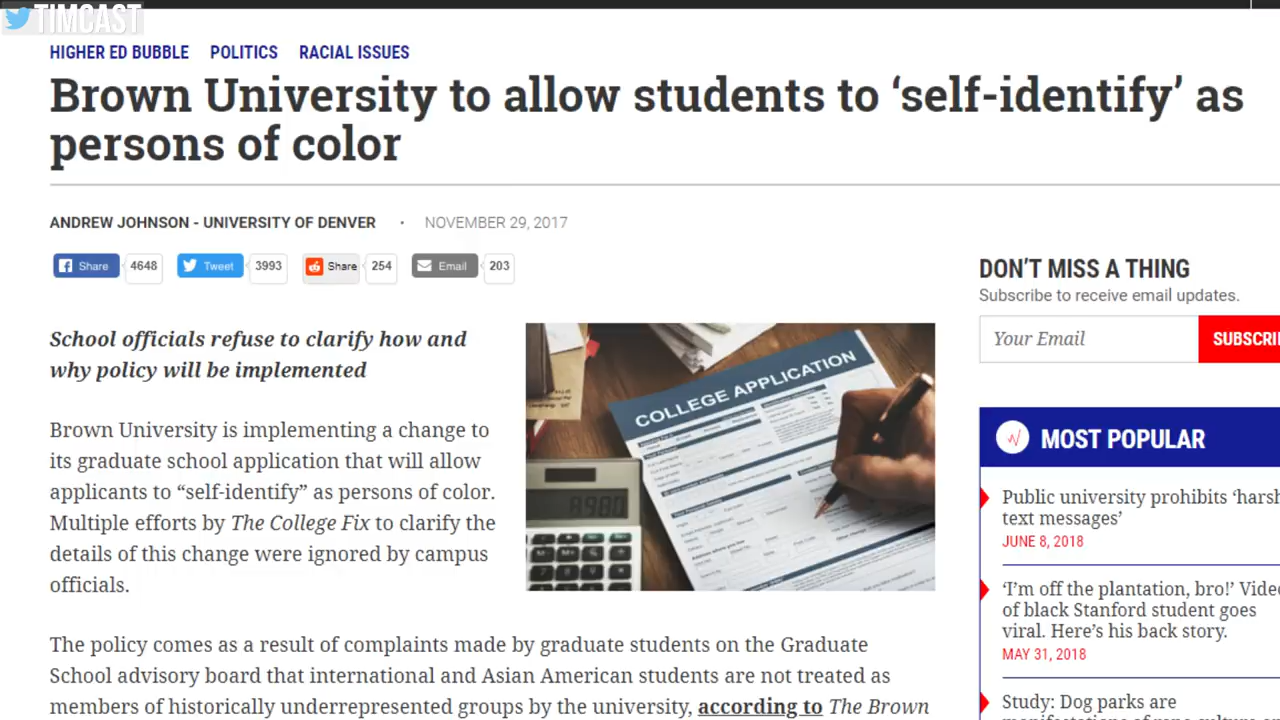 TIMCAST
HIGHER ED BUBBLE POLITICS RACIAL ISSUES
Brown University to allow students to ‘self-identify’ as
persons of color
ANDREW JOHNSON - UNIVERSITY OF DENVER • NOVEMBER 29, 2017
Share 4648 Tweet 3993 Share 254 Email 203
School officials refuse to clarify how and
why policy will be implemented
Brown University is implementing a change to
its graduate school application that will allow
applicants to “self-identify” as persons of color.
Multiple efforts by The College Fix to clarify the
details of this change were ignored by campus
officials.
COLLEGE APPLICATION
The policy comes as a result of complaints made by graduate students on the Graduate
School advisory board that international and Asian American students are not treated as
members of historically underrepresented groups by the university, according to The Brown
DON’T MISS A THING
Subscribe to receive email updates.
Your Email SUBSCRI
MOST POPULAR
Public university prohibits ‘harsh
text messages’
JUNE 8, 2018
‘I’m off the plantation, bro!’ Vide
of black Stanford student goes
viral. Here’s his back story.
MAY 31, 2018
Study: Dog parks are